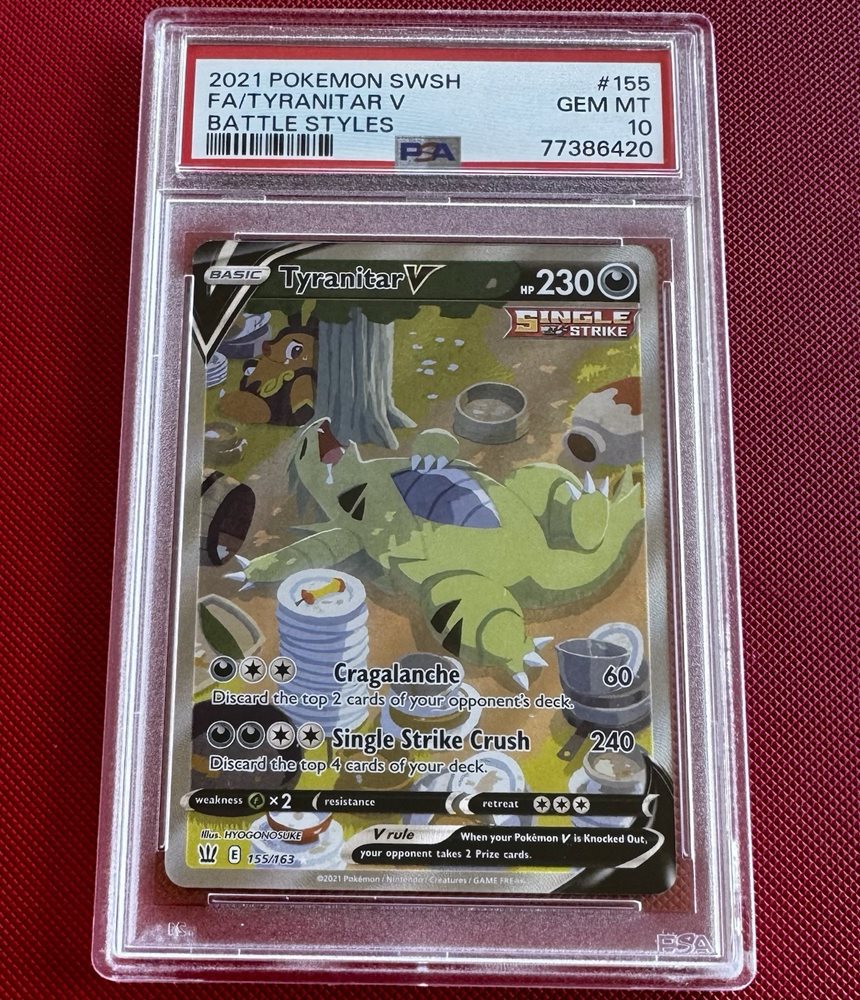 2021 POKEMON SWSH #155
FA/TYRANITAR V GEM MT
BATTLE STYLES 10
PSA 77386420
BASIC Tyranitar V HP 230
SINGLE
STRIKE
Cragalanche 60
Discard the top 2 cards of your opponent's deck.
Single Strike Crush 240
Discard the top 4 cards of your deck.
weakness ×2 resistance retreat
Illus. HYOGONOSUKE
V rule When your Pokémon V is Knocked Out,
your opponent takes 2 Prize cards.
E 155/163
©2021 Pokémon / Nintendo / Creatures / GAME FREAK
PSA